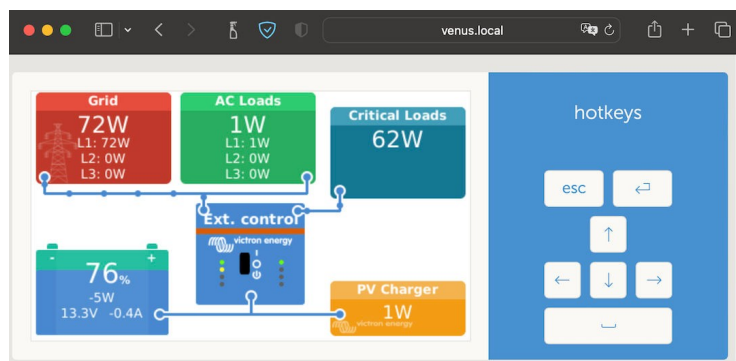 venus.local
Grid
72W
L1: 72W
L2: 0W
L3: 0W
AC Loads
1W
L1: 1W
L2: 0W
L3: 0W
Critical Loads
62W
Ext. control
victron energy
- +
76%
-5W
13.3V -0.4A
PV Charger
1W
victron energy
hotkeys
esc